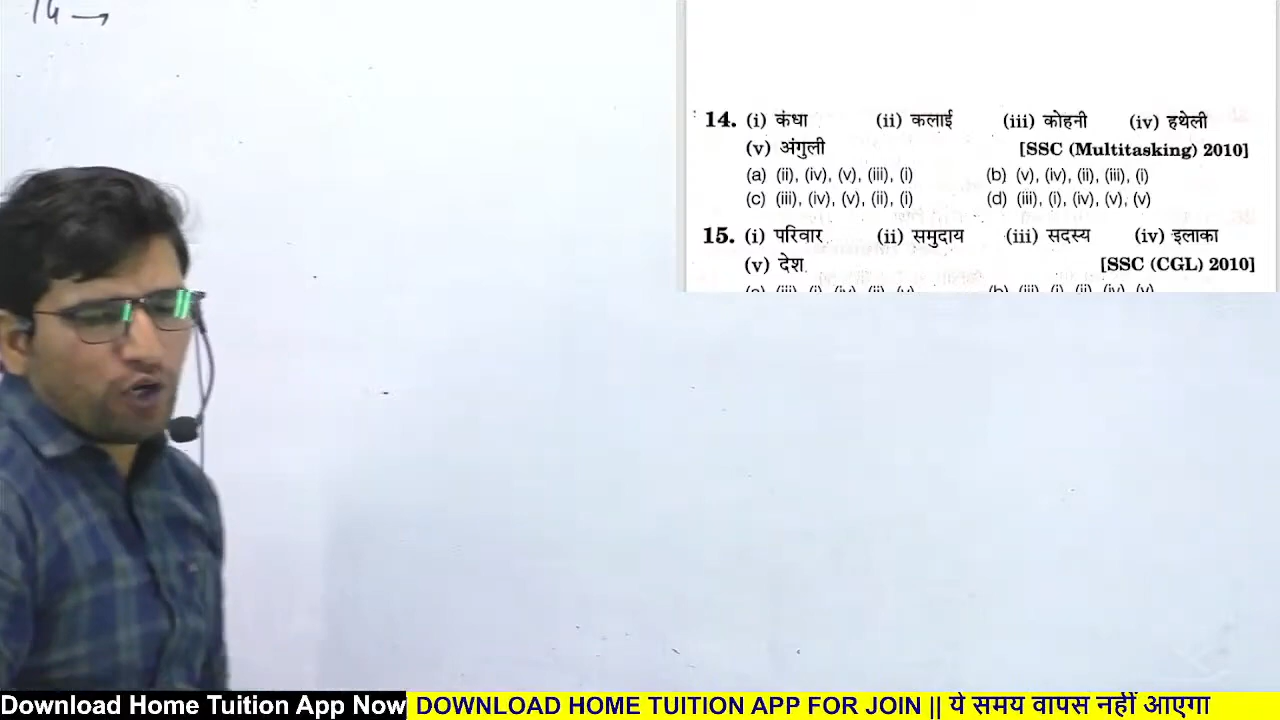 14 →
14. (i) कंधा (ii) कलाई (iii) कोहनी (iv) हथेली
(v) अंगुली [SSC (Multitasking) 2010]
(a) (ii), (iv), (v), (iii), (i) (b) (v), (iv), (ii), (iii), (i)
(c) (iii), (iv), (v), (ii), (i) (d) (iii), (i), (iv), (v), (v)
15. (i) परिवार (ii) समुदाय (iii) सदस्य (iv) इलाका
(v) देश [SSC (CGL) 2010]
Download Home Tuition App Now DOWNLOAD HOME TUITION APP FOR JOIN || ये समय वापस नहीं आएगा